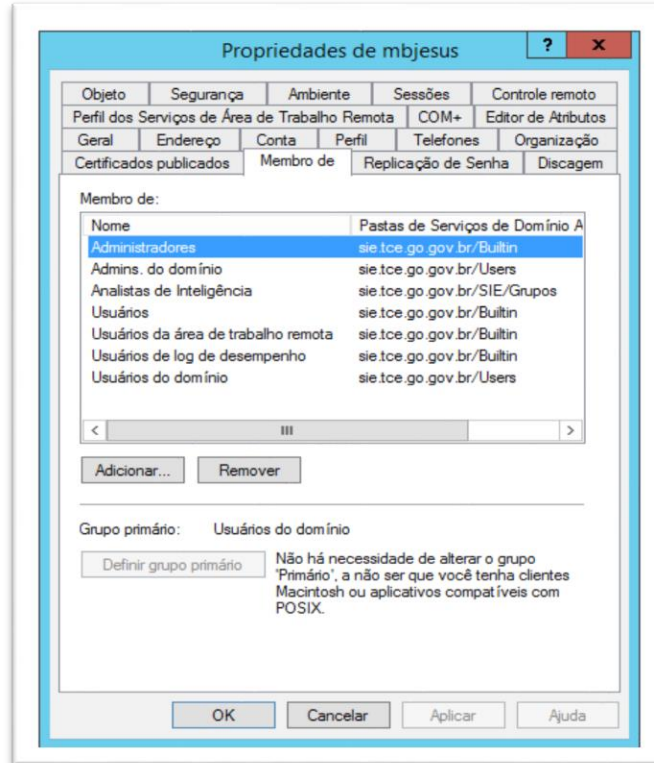 Propriedades de mbjesus
? x
Objeto Segurança Ambiente Sessões Controle remoto
Perfil dos Serviços de Área de Trabalho Remota COM+ Editor de Atributos
Geral Endereço Conta Perfil Telefones Organização
Certificados publicados Membro de Replicação de Senha Discagem
Membro de:
Nome Pastas de Serviços de Domínio A
Administradores sie.tce.go.gov.br/Builtin
Admins. do domínio sie.tce.go.gov.br/Users
Analistas de Inteligência sie.tce.go.gov.br/SIE/Grupos
Usuários sie.tce.go.gov.br/Builtin
Usuários da área de trabalho remota sie.tce.go.gov.br/Builtin
Usuários de log de desempenho sie.tce.go.gov.br/Builtin
Usuários do domínio sie.tce.go.gov.br/Users
Adicionar... Remover
Grupo primário: Usuários do domínio
Definir grupo primário
Não há necessidade de alterar o grupo
'Primário', a não ser que você tenha clientes
Macintosh ou aplicativos compatíveis com
POSIX.
OK Cancelar Aplicar Ajuda